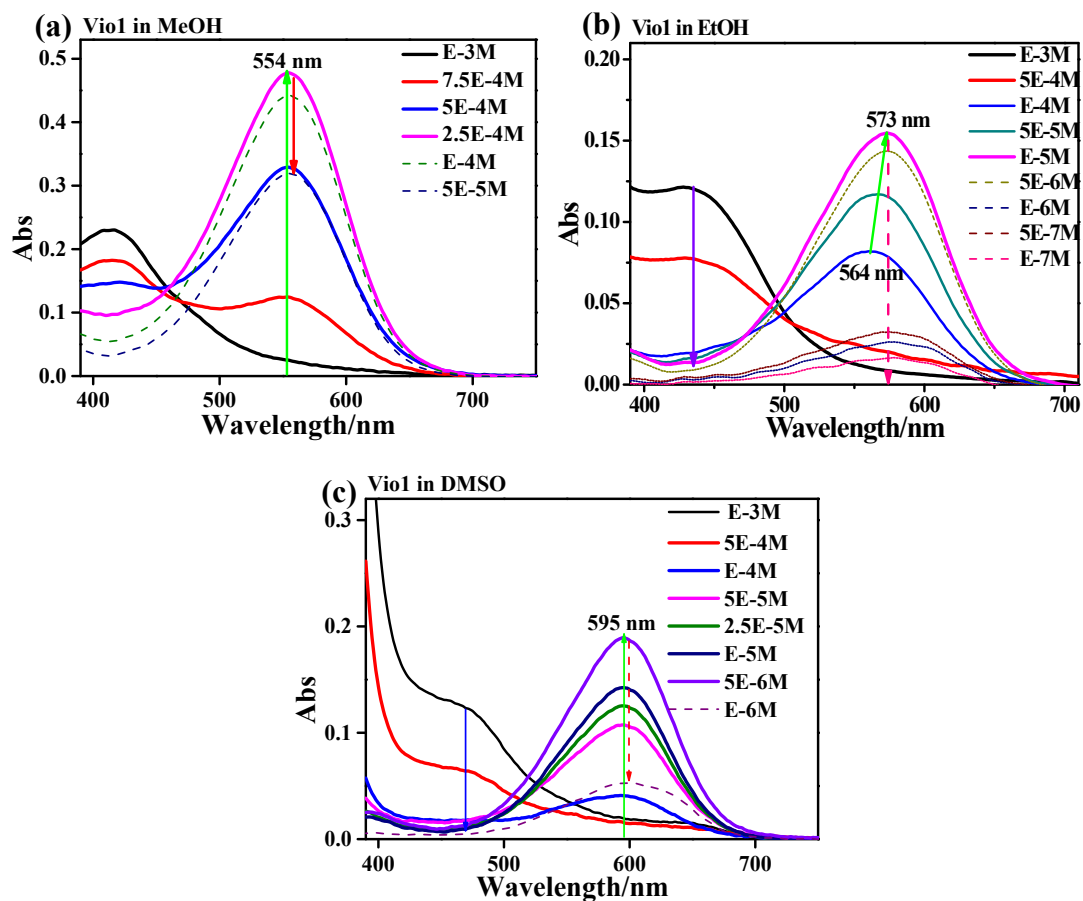 (a)
Vio1 in MeOH
554 nm
E-3M
7.5E-4M
5E-4M
2.5E-4M
E-4M
5E-5M
0.5
0.4
0.3
0.2
0.1
0.0
Abs
400
500
600
700
Wavelength/nm
(b)
Vio1 in EtOH
573 nm
564 nm
E-3M
5E-4M
E-4M
5E-5M
E-5M
5E-6M
E-6M
5E-7M
E-7M
0.20
0.15
0.10
0.05
0.00
Abs
400
500
600
700
Wavelength/nm
(c)
Vio1 in DMSO
595 nm
E-3M
5E-4M
E-4M
5E-5M
2.5E-5M
E-5M
5E-6M
E-6M
0.3
0.2
0.1
0.0
Abs
400
500
600
700
Wavelength/nm